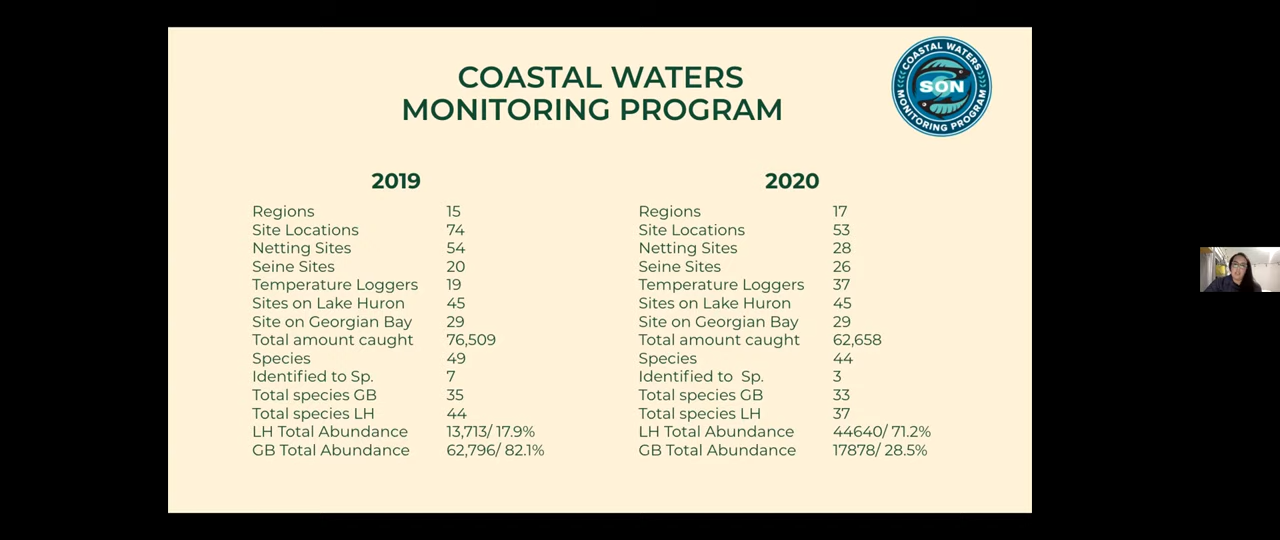 COASTAL WATERS
MONITORING PROGRAM
COASTAL WATERS
SON
MONITORING PROGRAM
2019
Regions 15
Site Locations 74
Netting Sites 54
Seine Sites 20
Temperature Loggers 19
Sites on Lake Huron 45
Site on Georgian Bay 29
Total amount caught 76,509
Species 49
Identified to Sp. 7
Total species GB 35
Total species LH 44
LH Total Abundance 13,713/ 17.9%
GB Total Abundance 62,796/ 82.1%
2020
Regions 17
Site Locations 53
Netting Sites 28
Seine Sites 26
Temperature Loggers 37
Sites on Lake Huron 45
Site on Georgian Bay 29
Total amount caught 62,658
Species 44
Identified to Sp. 3
Total species GB 33
Total species LH 37
LH Total Abundance 44640/ 71.2%
GB Total Abundance 17878/ 28.5%